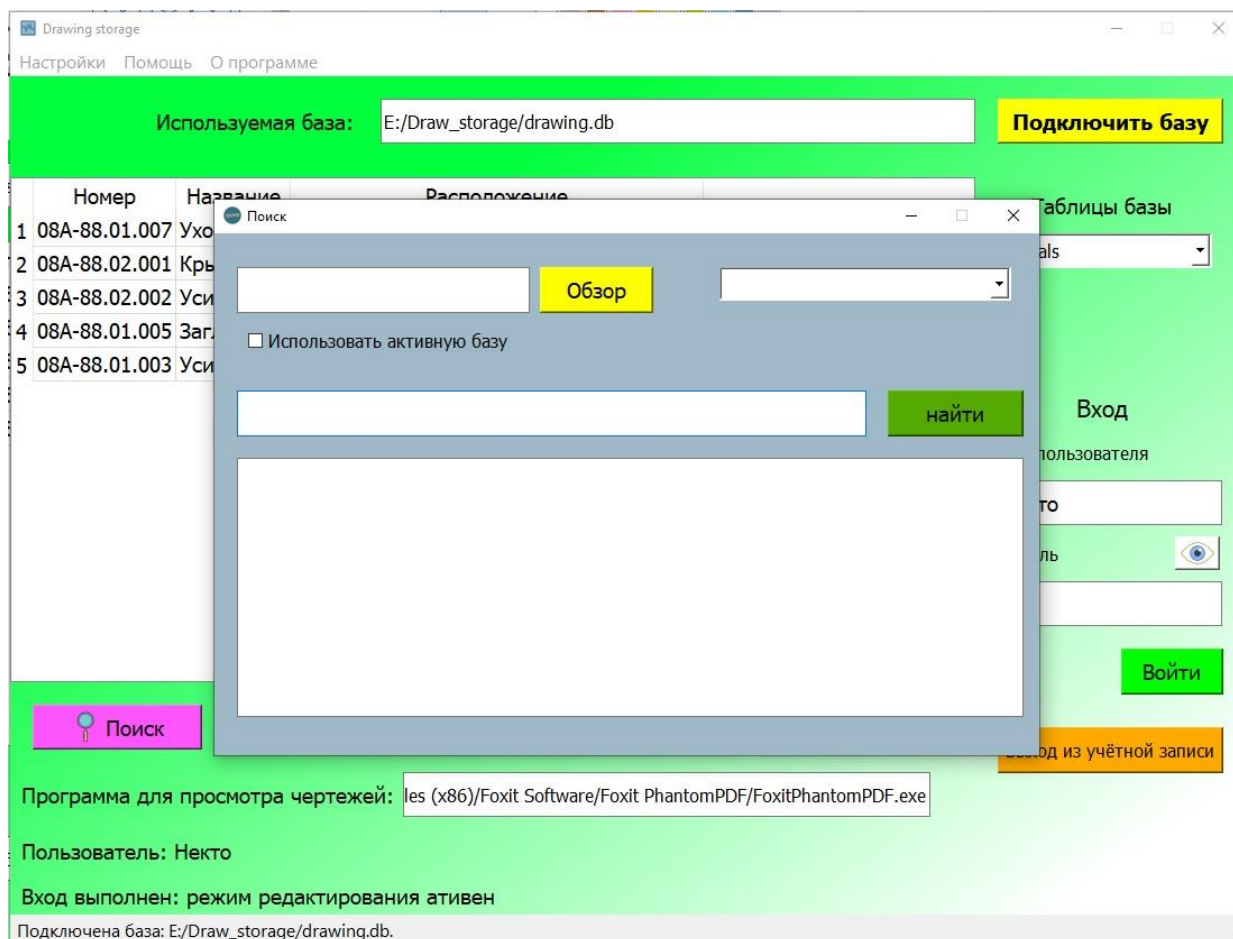 Drawing storage
Настройки Помощь О программе
Используемая база: E:/Draw_storage/drawing.db Подключить базу
Номер Название Расположение
Таблицы базы
1 08A-88.01.007
2 08A-88.02.001
3 08A-88.02.002
4 08A-88.01.005
5 08A-88.01.003
Поиск
Обзор
Использовать активную базу
найти
Вход
пользователя
Войти
Поиск
Выход из учётной записи
Программа для просмотра чертежей: les (x86)/Foxit Software/Foxit PhantomPDF/FoxitPhantomPDF.exe
Пользователь: Некто
Вход выполнен: режим редактирования ативен
Подключена база: E:/Draw_storage/drawing.db.